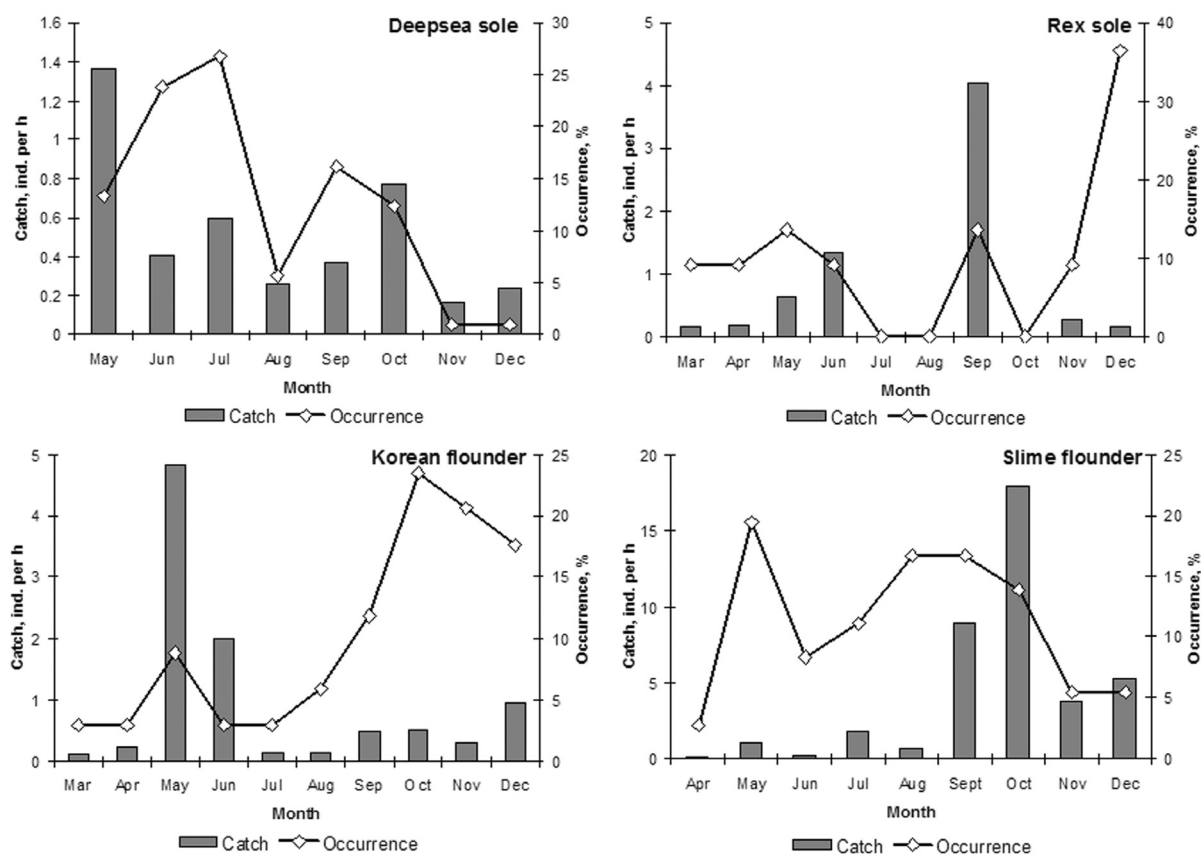 Deepsea sole
Catch, ind. per h
1.6
1.4
1.2
1
0.8
0.6
0.4
0.2
0
30
25
20
15
10
5
0
Occurrence, %
May Jun Jul Aug Sep Oct Nov Dec
Month
Catch Occurrence
Rex sole
Catch, ind. per h
5
4
3
2
1
0
40
30
20
10
0
Occurrence, %
Mar Apr May Jun Jul Aug Sep Oct Nov Dec
Month
Catch Occurrence
Korean flounder
Catch, ind. per h
5
4
3
2
1
0
25
20
15
10
5
0
Occurrence, %
Mar Apr May Jun Jul Aug Sep Oct Nov Dec
Month
Catch Occurrence
Slime flounder
Catch, ind. per h
20
15
10
5
0
25
20
15
10
5
0
Occurrence, %
Apr May Jun Jul Aug Sept Oct Nov Dec
Month
Catch Occurrence